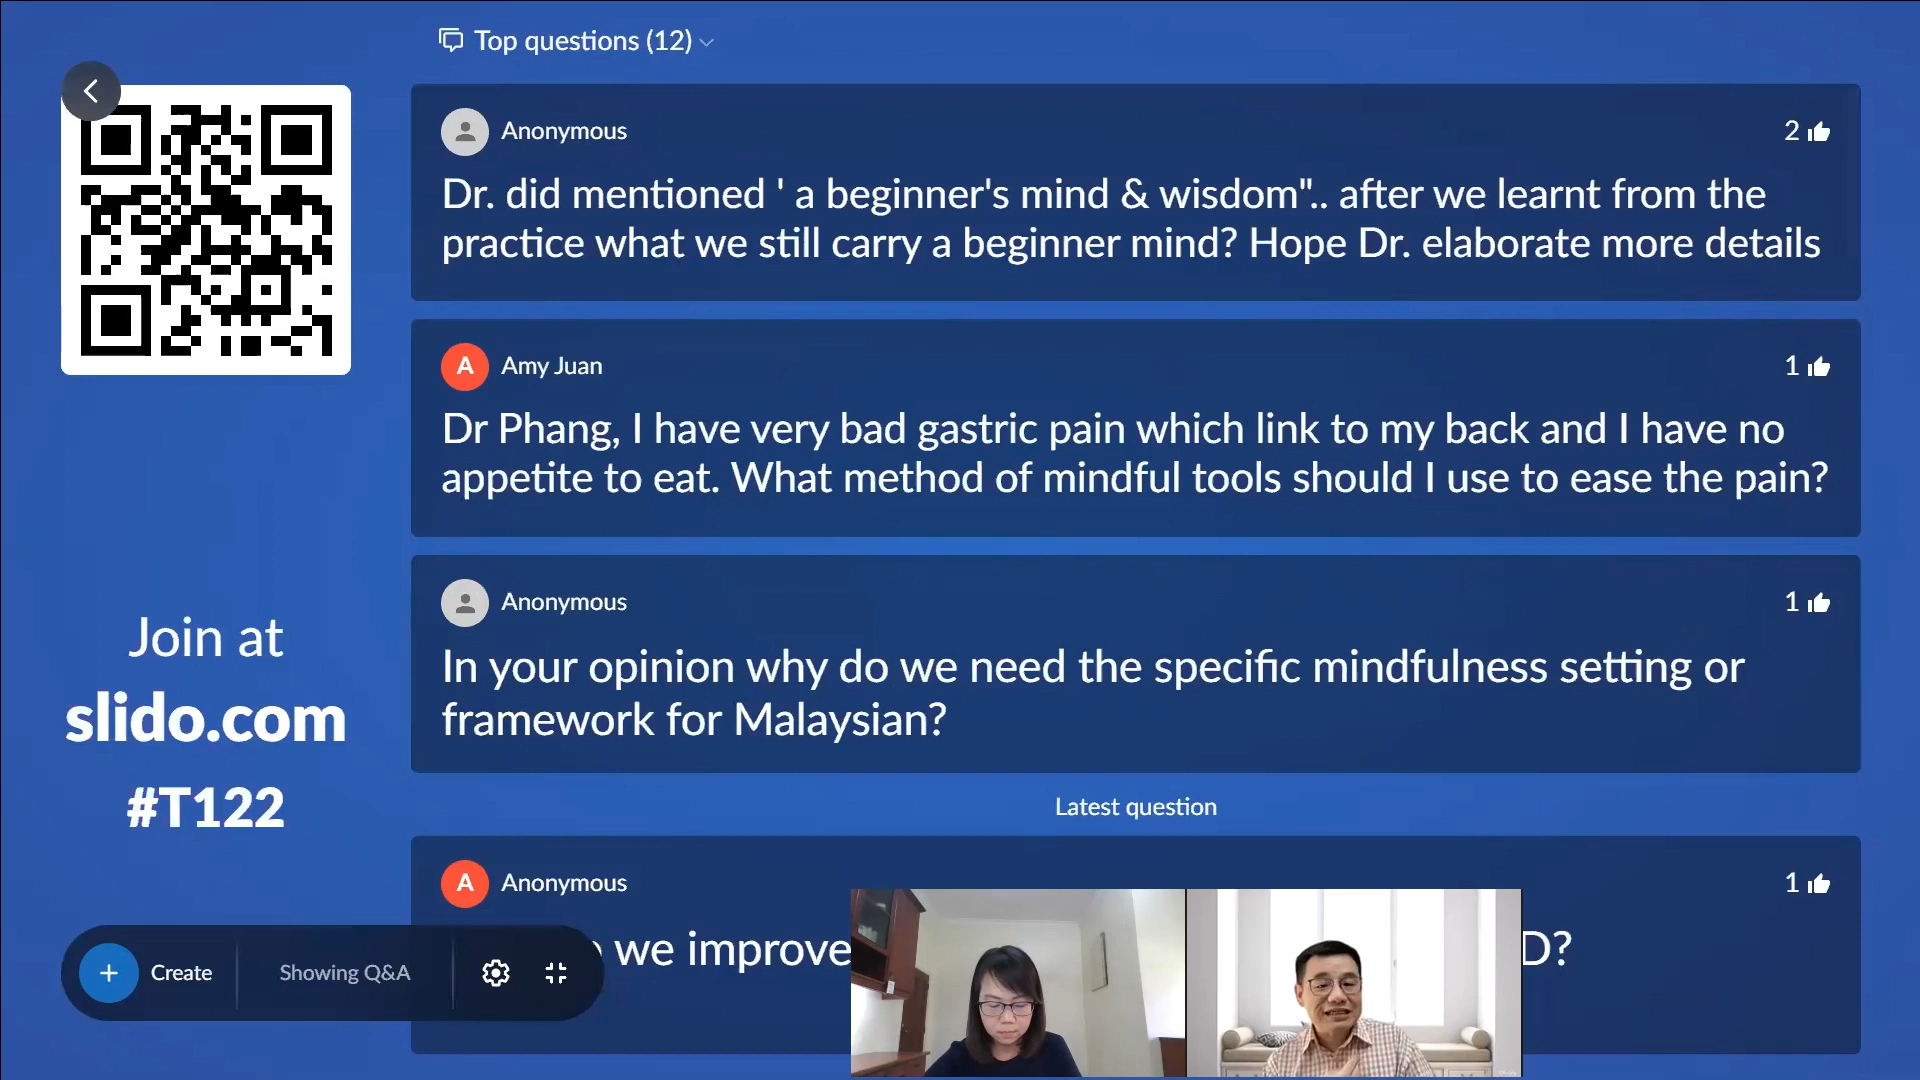 Top questions (12)
Anonymous
2
Dr. did mentioned ' a beginner's mind & wisdom".. after we learnt from the
practice what we still carry a beginner mind? Hope Dr. elaborate more details
A
Amy Juan
1
Dr Phang, I have very bad gastric pain which link to my back and I have no
appetite to eat. What method of mindful tools should I use to ease the pain?
Anonymous
1
In your opinion why do we need the specific mindfulness setting or
framework for Malaysian?
Join at
slido.com
#T122
Latest question
A
Anonymous
1
we improve
D?
Create
Showing Q&A